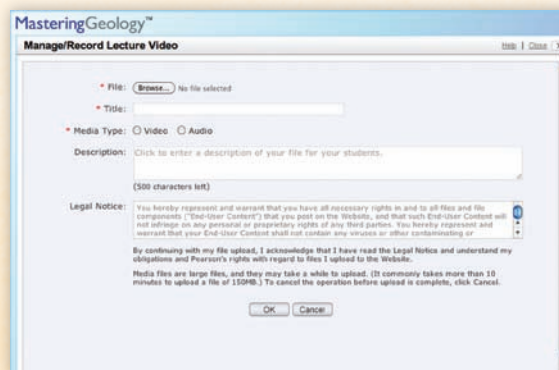 MasteringGeology™
Manage/Record Lecture Video
Help | Close
* File: Browse... No file selected
* Title:
* Media Type: Video Audio
Description: Click to enter a description of your file for your students.
(500 characters left)
Legal Notice: You hereby represent and warrant that you have all necessary rights in and to all files and file
components ("End-User Content") that you post on the Website, and that such End-User Content will
not infringe on any personal or proprietary rights of any third parties. You hereby represent and
warrant that your End-User Content shall not contain any viruses or other contaminating or
By continuing with my file upload, I acknowledge that I have read the Legal Notice and understand my
obligations and Pearson's rights with regard to files I upload to the Website.
Media files are large files, and they may take a while to upload. (It commonly takes more than 10
minutes to upload a file of 150MB.) To cancel the operation before upload is complete, click Cancel.
OK Cancel